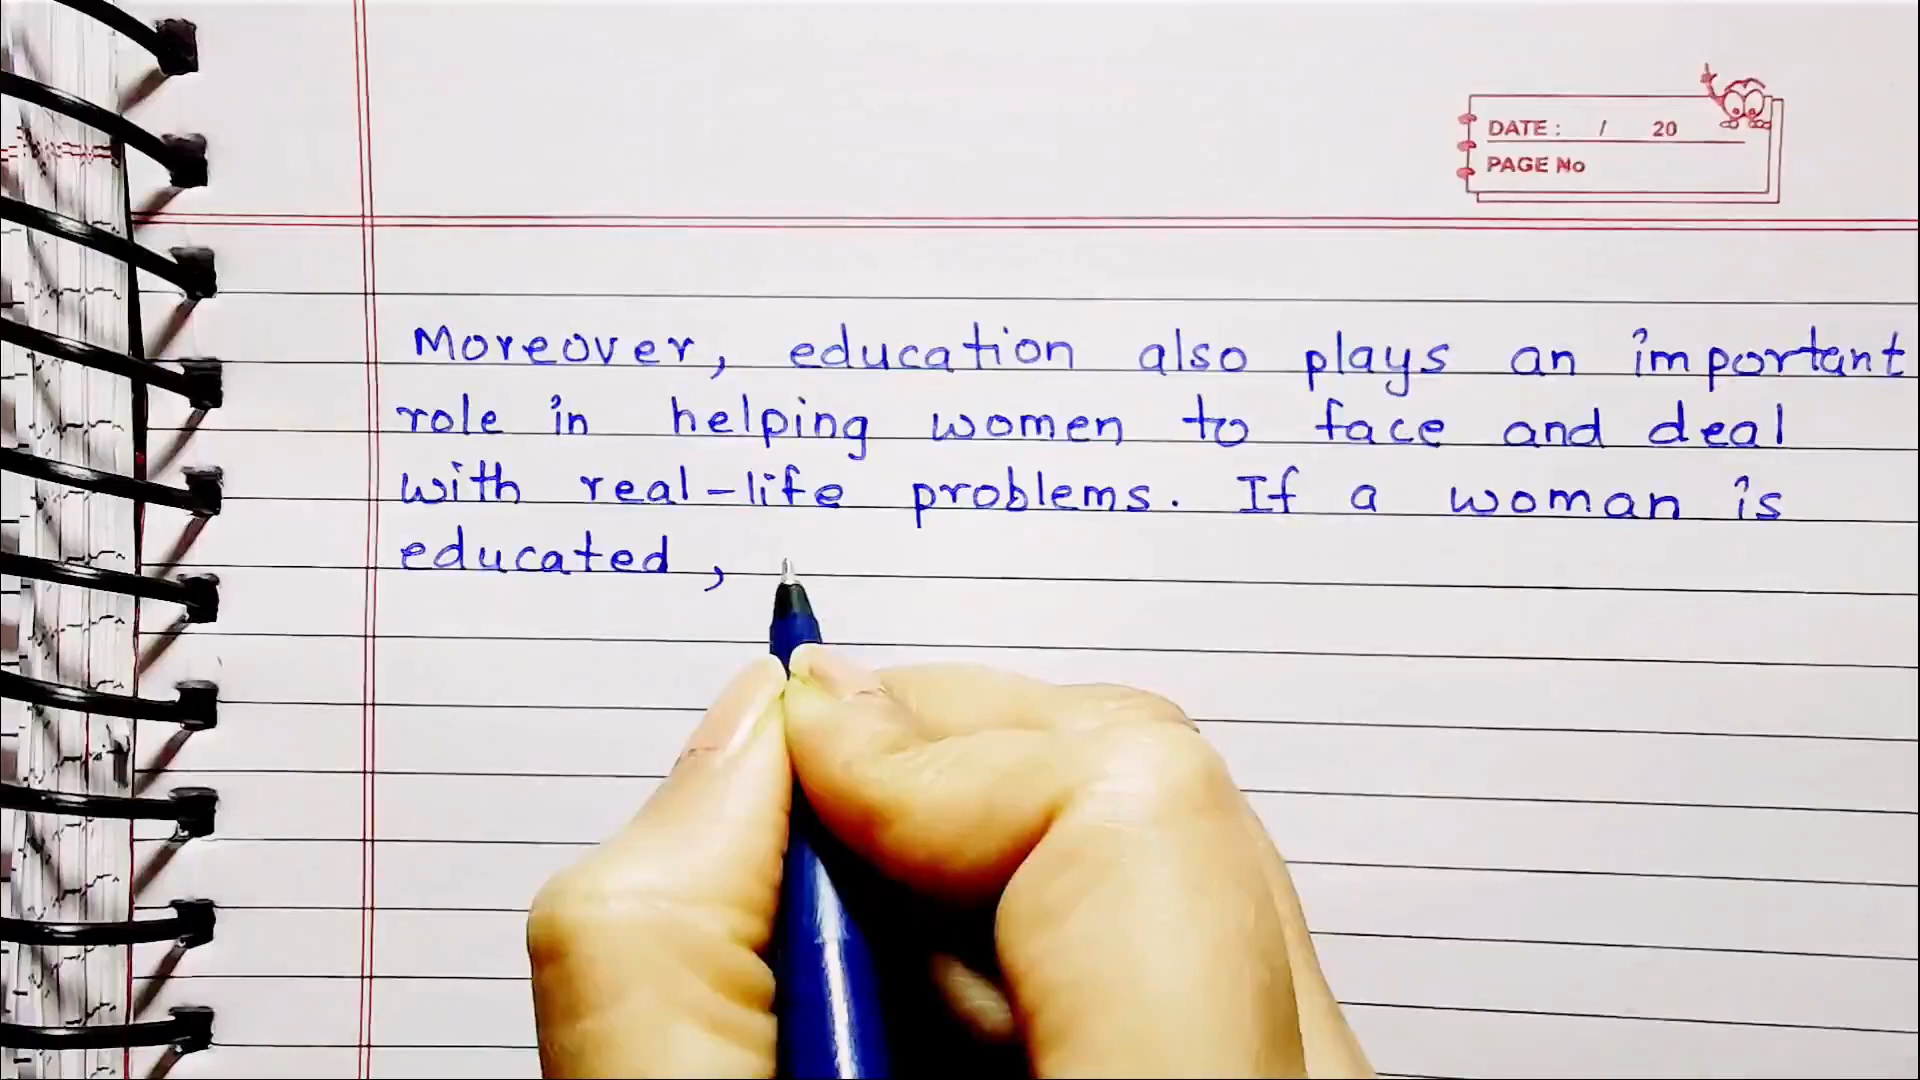 DATE: / 20
PAGE No
Moreover, education also plays an important
role in helping women to face and deal
with real-life problems. If a woman is
educated,